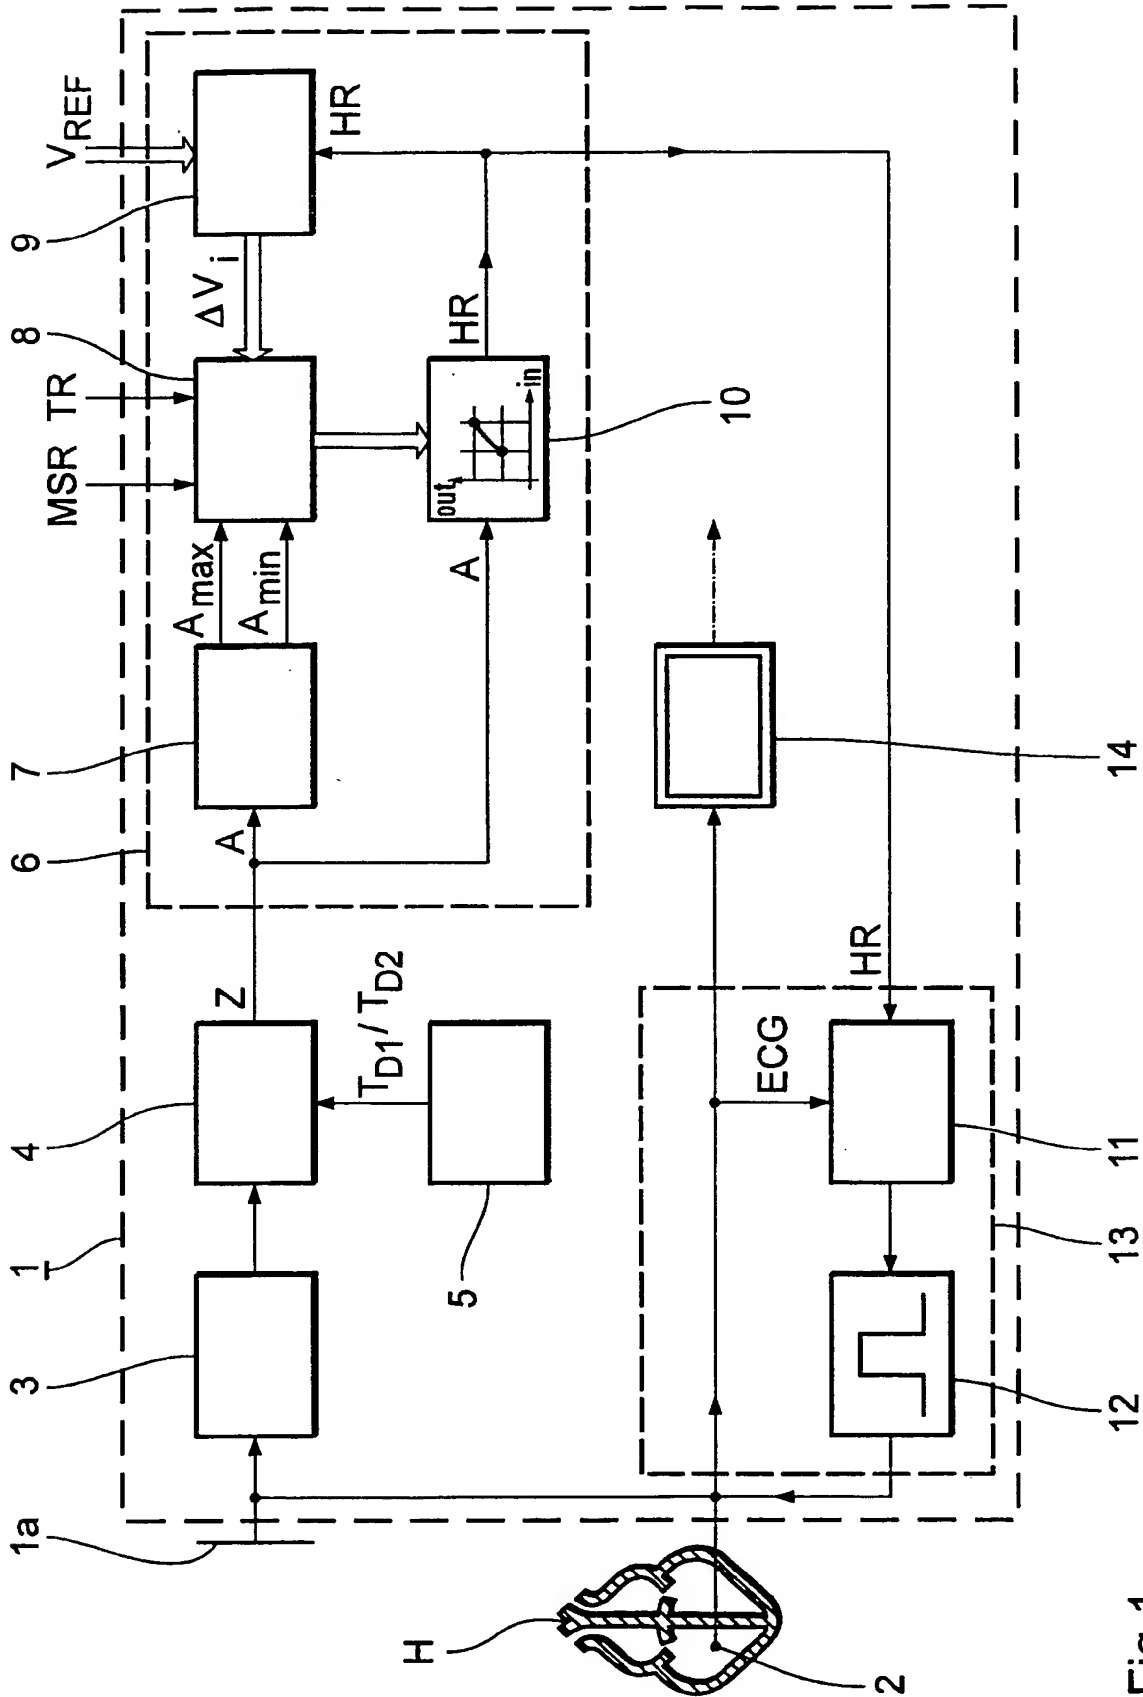 1
1a
3
4
6
7
8
9
MSR
TR
V_REF
A_max
A_min
ΔV_i
HR
Z
A
A
T_D1/ T_D2
5
out
in
HR
10
ECG
HR
14
11
12
13
H
2
Fig.1